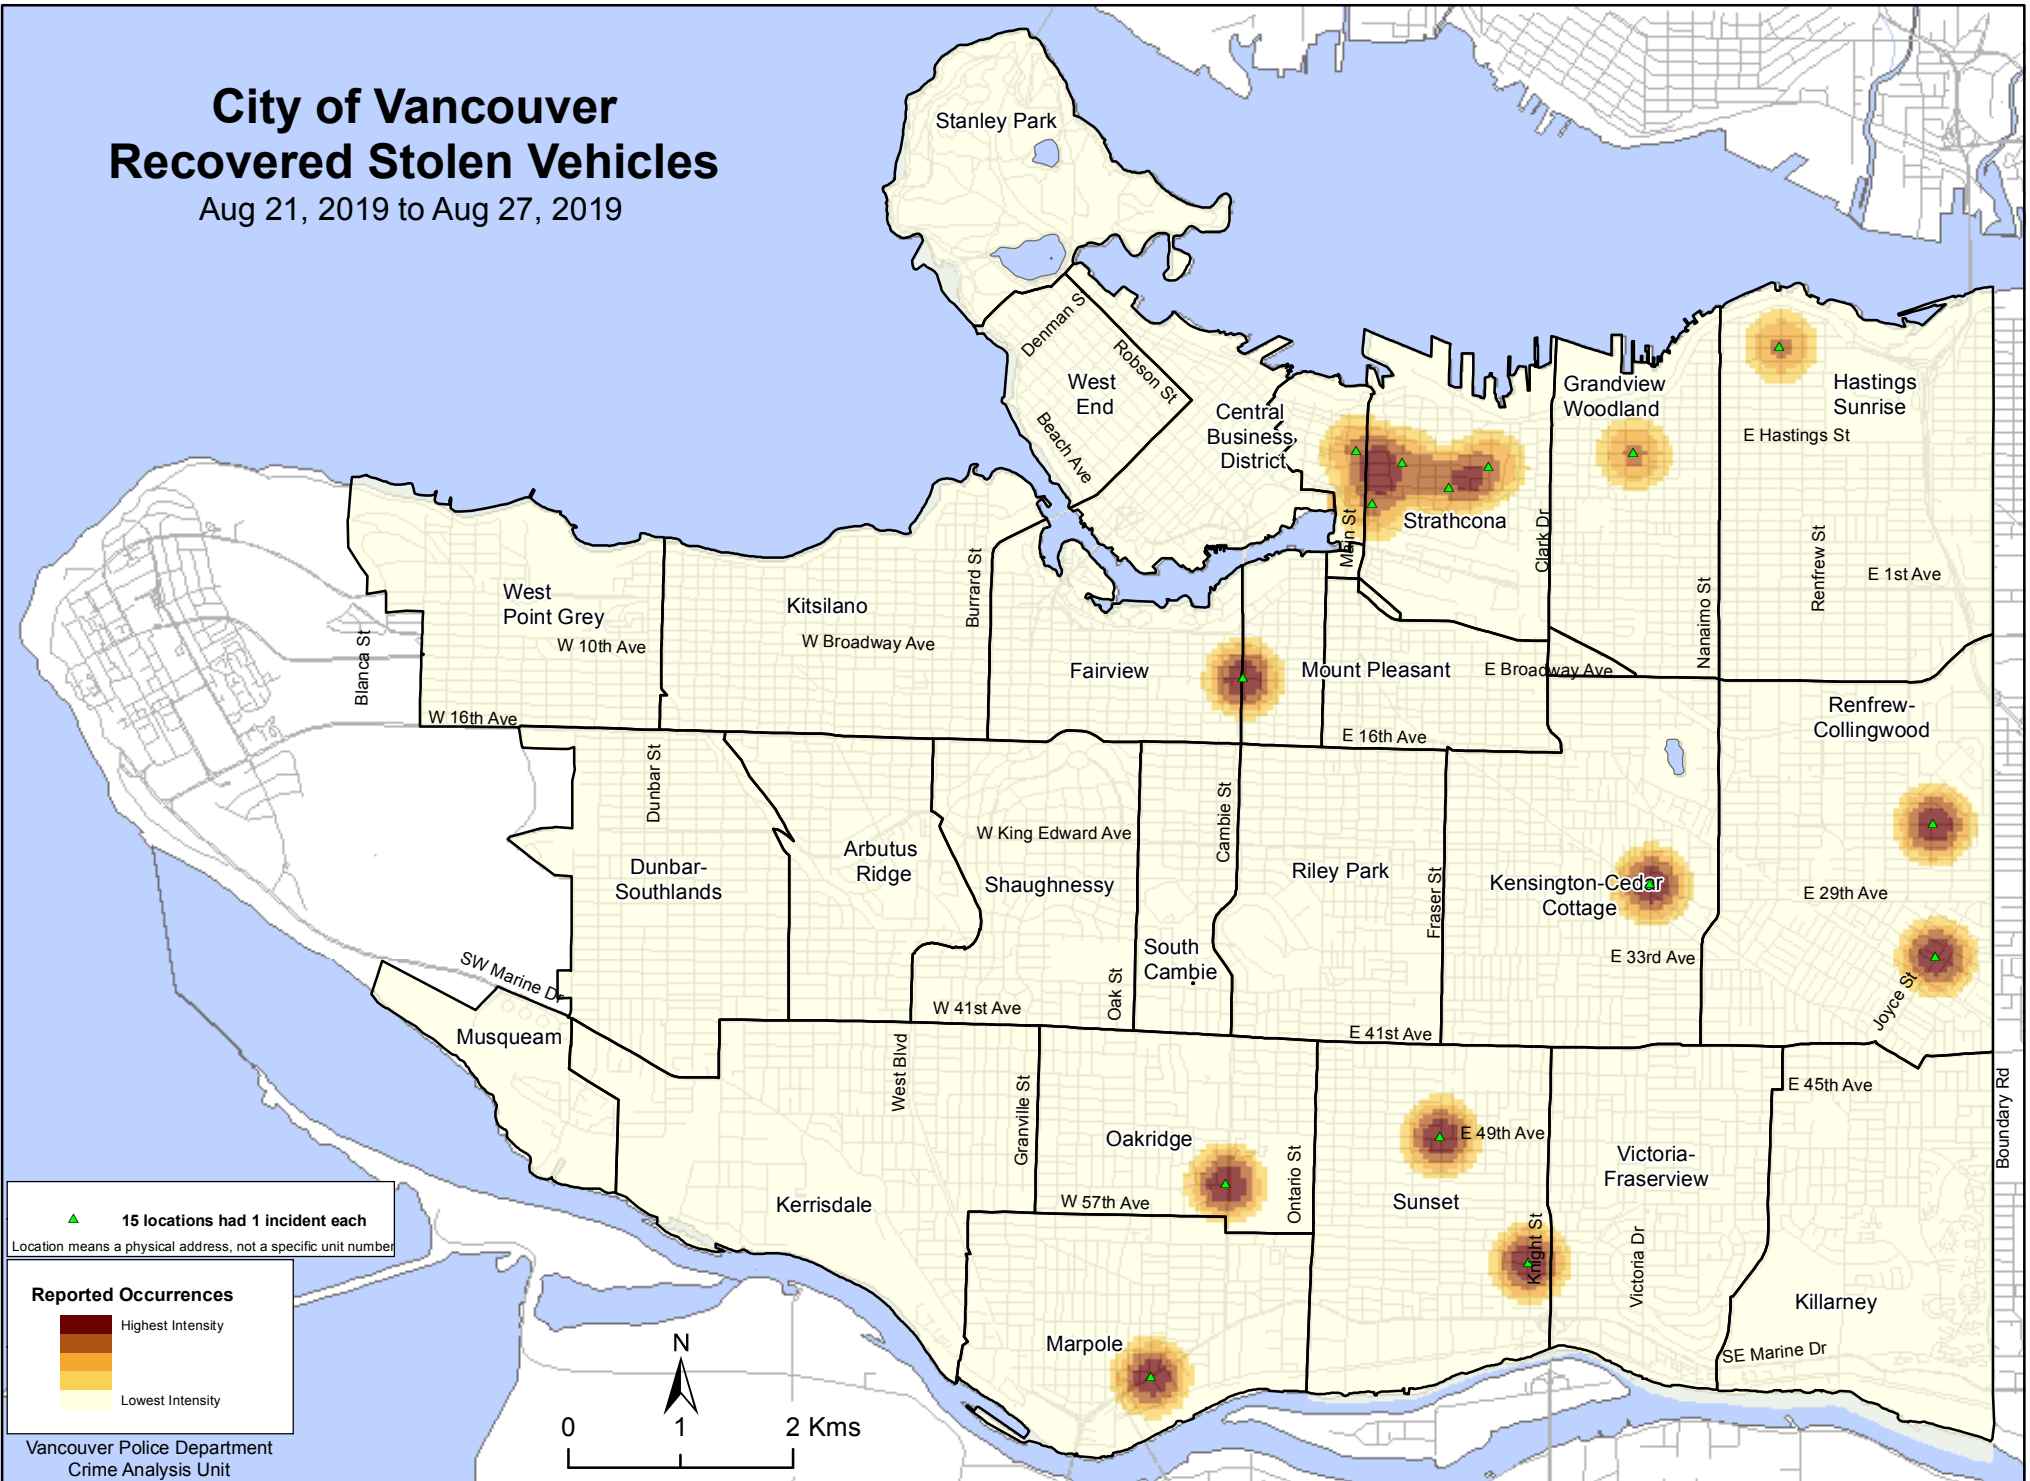 City of Vancouver
Recovered Stolen Vehicles
Aug 21, 2019 to Aug 27, 2019
Stanley Park
Denman S
Robson St
West
End
Beach Ave
Central
Business
District
Grandview
Woodland
Hastings
Sunrise
E Hastings St
Strathcona
Main St
Clark Dr
Nanaimo St
Renfrew St
E 1st Ave
West
Point Grey
W 10th Ave
Blanca St
W 16th Ave
Kitsilano
W Broadway Ave
Burrard St
Fairview
Mount Pleasant
E Broadway Ave
E 16th Ave
Renfrew-
Collingwood
Dunbar St
Dunbar-
Southlands
Arbutus
Ridge
W King Edward Ave
Shaughnessy
Cambie St
Riley Park
Fraser St
Kensington-Cedar
Cottage
E 29th Ave
E 33rd Ave
South
Cambie
Oak St
W 41st Ave
E 41st Ave
Joyce St
SW Marine Dr
Musqueam
West Blvd
Granville St
Oakridge
W 57th Ave
Ontario St
E 49th Ave
Sunset
Knight St
Victoria-
Fraserview
Victoria Dr
E 45th Ave
Boundary Rd
Kerrisdale
Marpole
Killarney
SE Marine Dr
15 locations had 1 incident each
Location means a physical address, not a specific unit number
Reported Occurrences
Highest Intensity
Lowest Intensity
Vancouver Police Department
Crime Analysis Unit
N
0 1 2 Kms